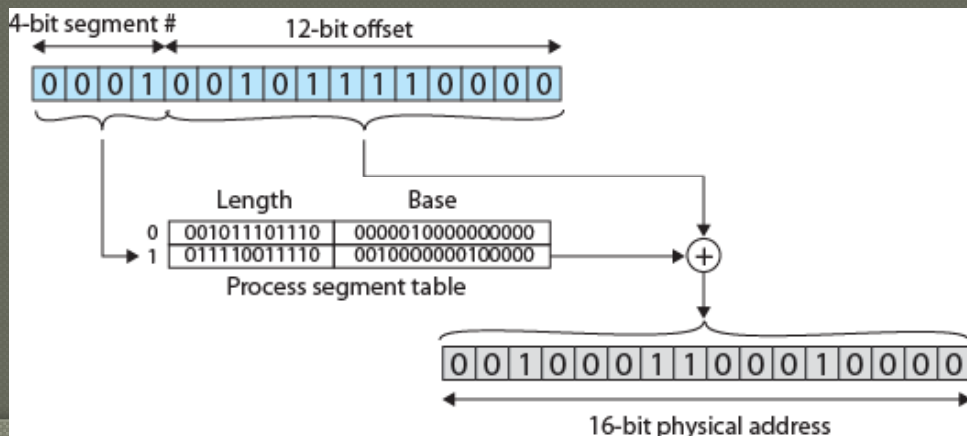 4-bit segment # 12-bit offset
0 0 0 1 0 0 1 0 1 1 1 1 0 0 0 0
Length Base
0 001011101110 0000010000000000
1 011110011110 0010000000100000
Process segment table
+
0 0 1 0 0 0 1 1 0 0 0 1 0 0 0 0
16-bit physical address